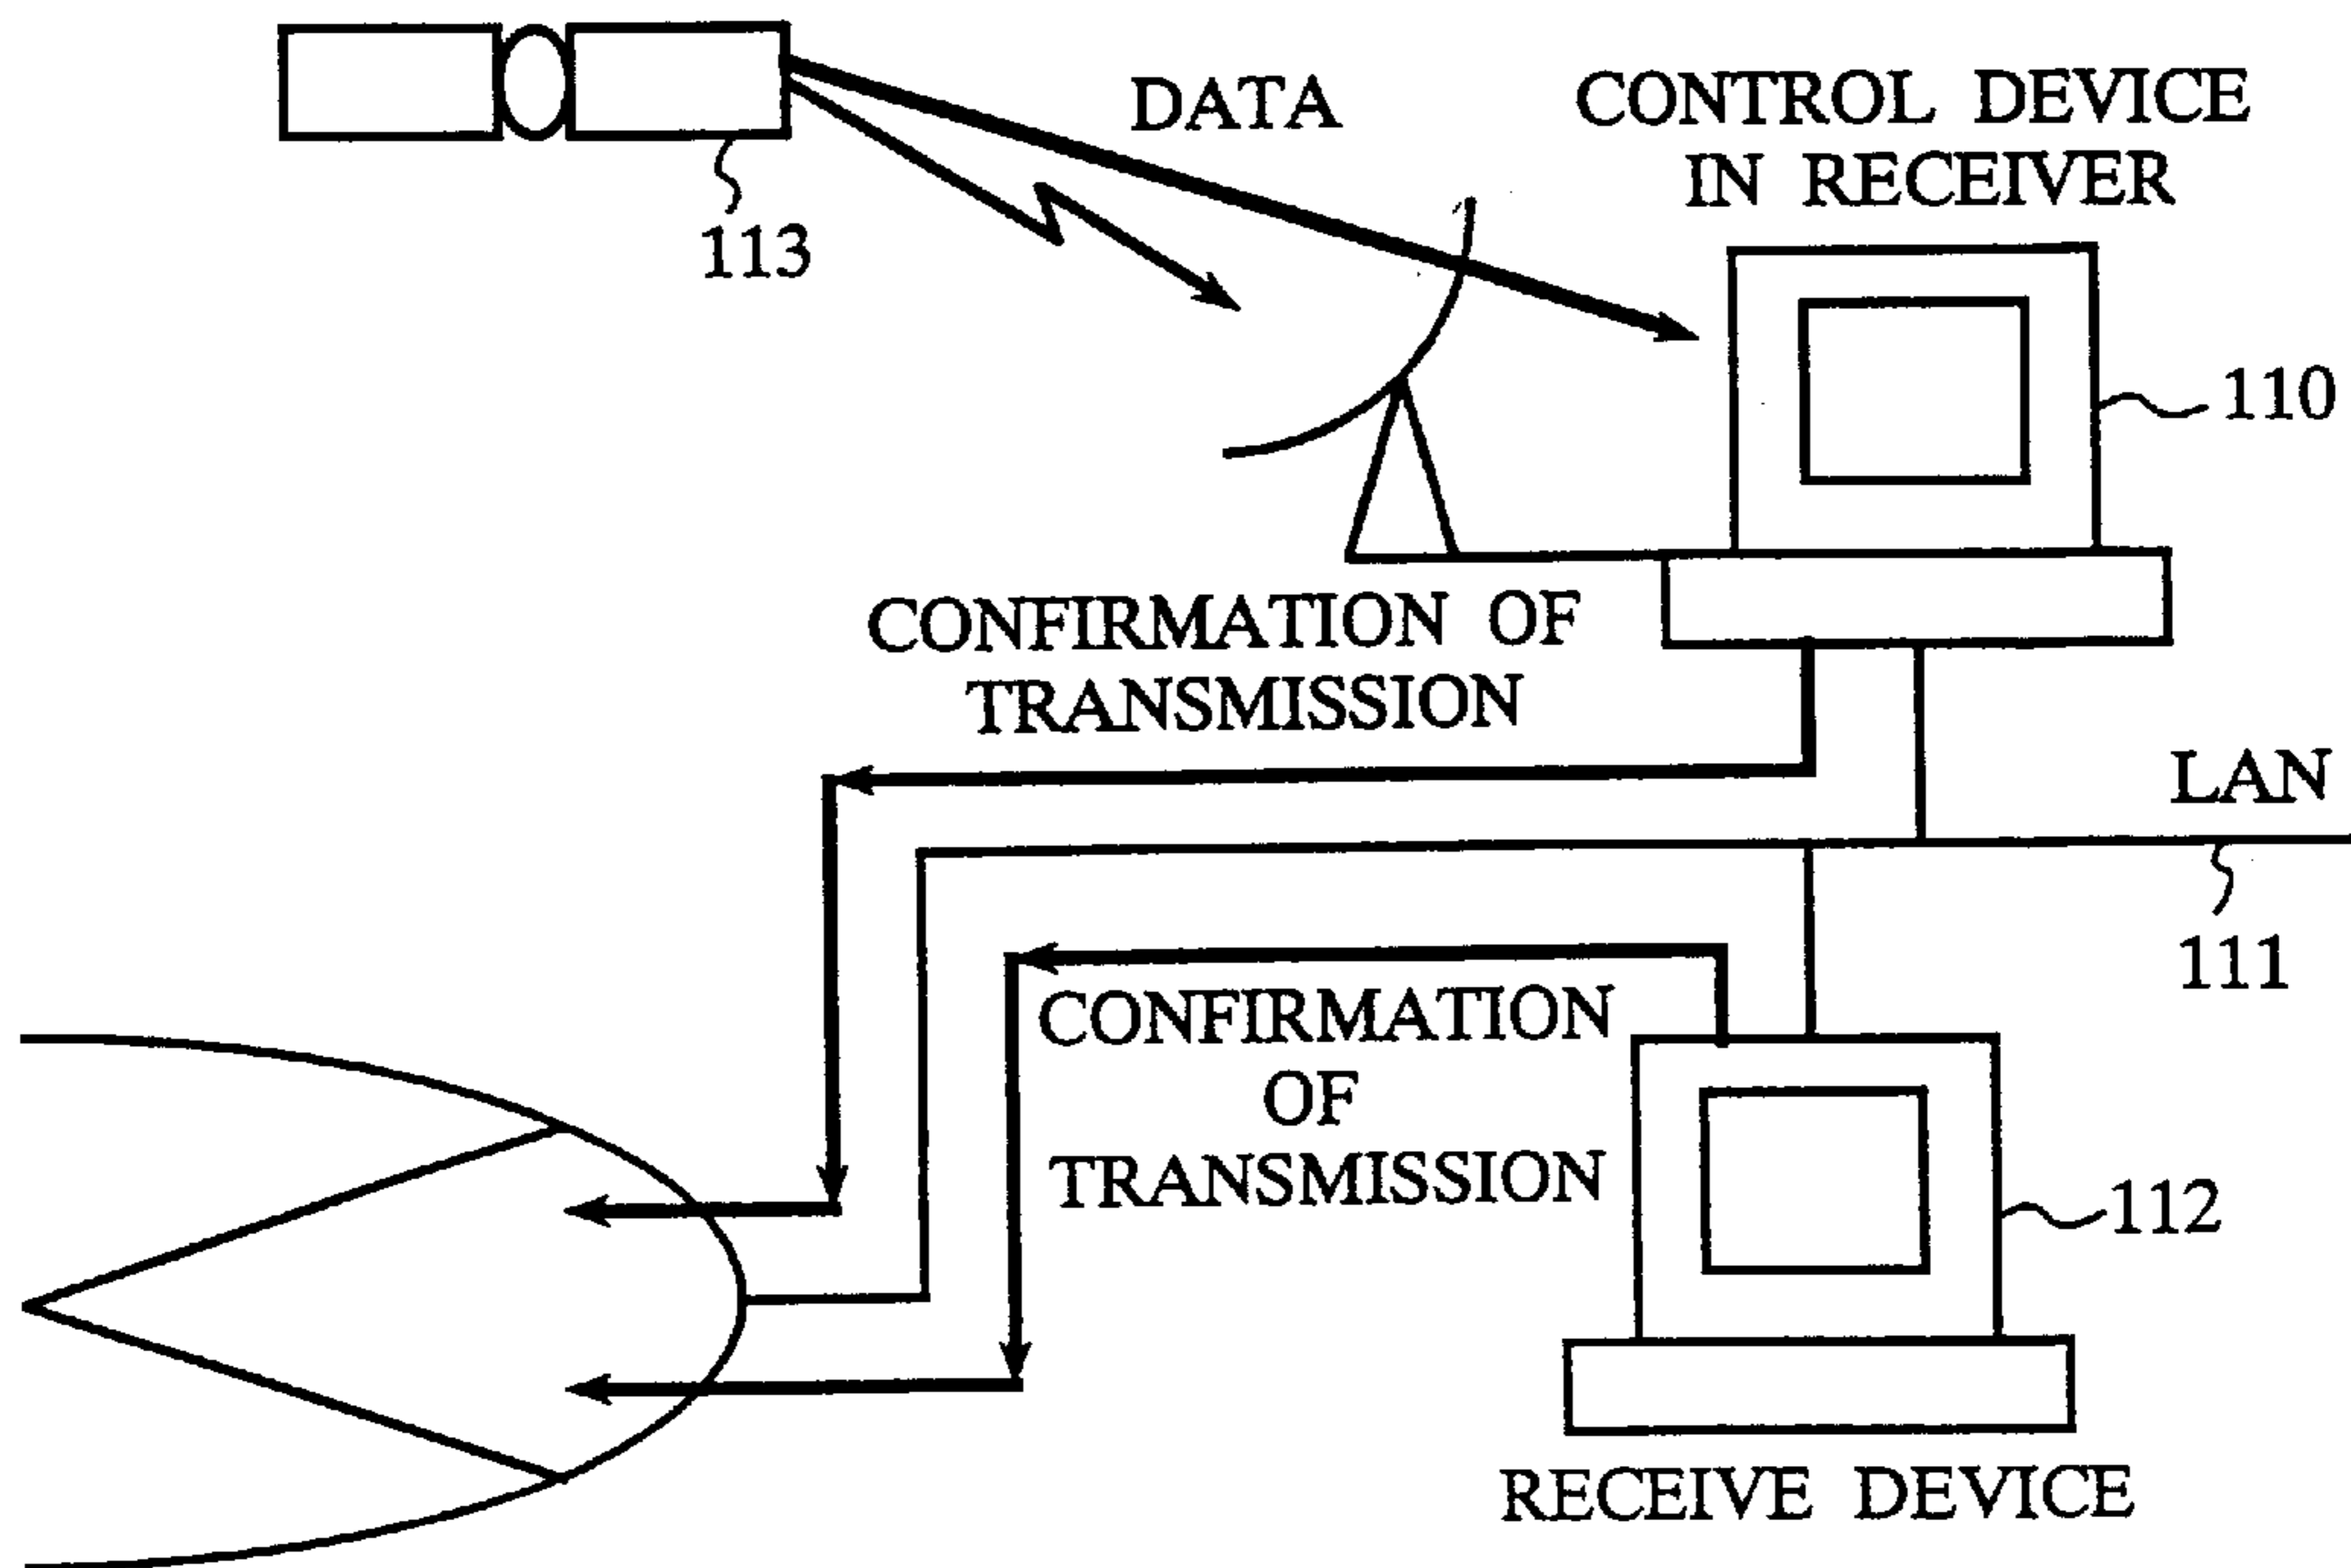 DATA
CONTROL DEVICE
IN RECEIVER
113
110
CONFIRMATION OF
TRANSMISSION
LAN
111
CONFIRMATION
OF
TRANSMISSION
112
RECEIVE DEVICE